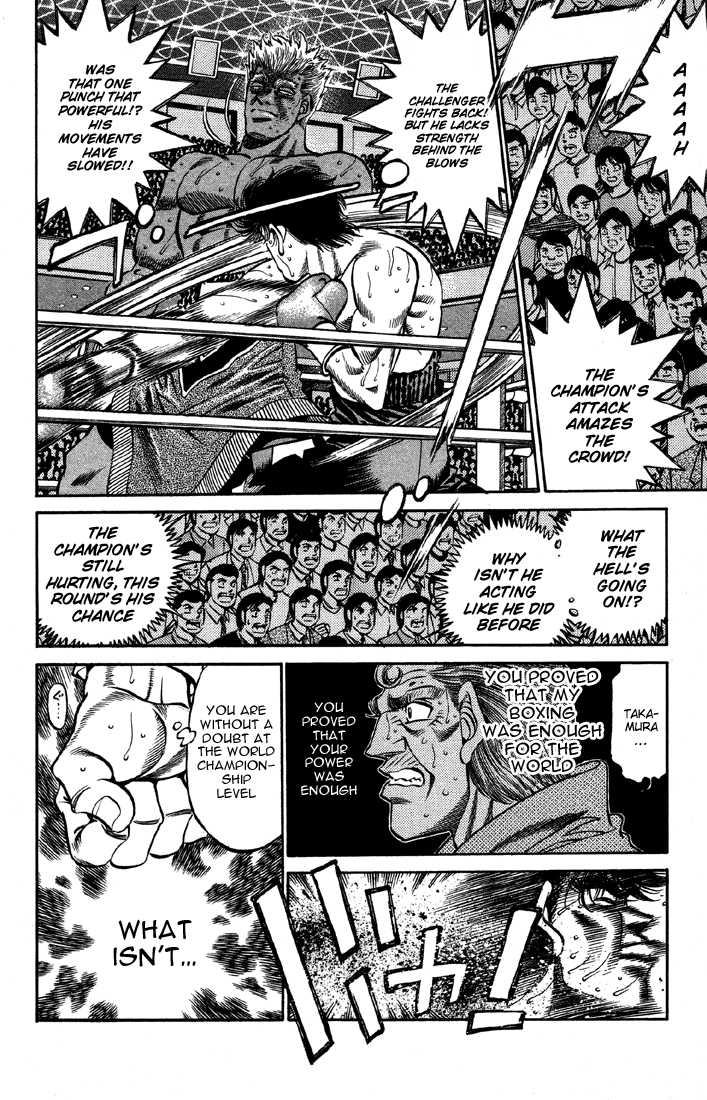 A
A
A
A
A
H
THE
CHAMPION'S
ATTACK
AMAZES
THE
CROWD!
THE
CHALLENGER
FIGHTS BACK!
BUT HE LACKS
STRENGTH
BEHIND THE
BLOWS
WAS
THAT ONE
PUNCH THAT
POWERFUL!?
HIS
MOVEMENTS
HAVE
SLOWED!!
WHAT
THE
HELL'S
GOING
ON!?
WHY
ISN'T HE
ACTING
LIKE HE DID
BEFORE
THE
CHAMPION'S
STILL
HURTING, THIS
ROUND'S HIS
CHANCE
TAKA-
MURA
...
YOU PROVED
THAT MY
BOXING
WAS ENOUGH
FOR THE
WORLD
YOU
PROVED
THAT
YOUR
POWER
WAS
ENOUGH
YOU ARE
WITHOUT A
DOUBT AT
THE WORLD
CHAMPION-
SHIP
LEVEL
WHAT
ISN'T...